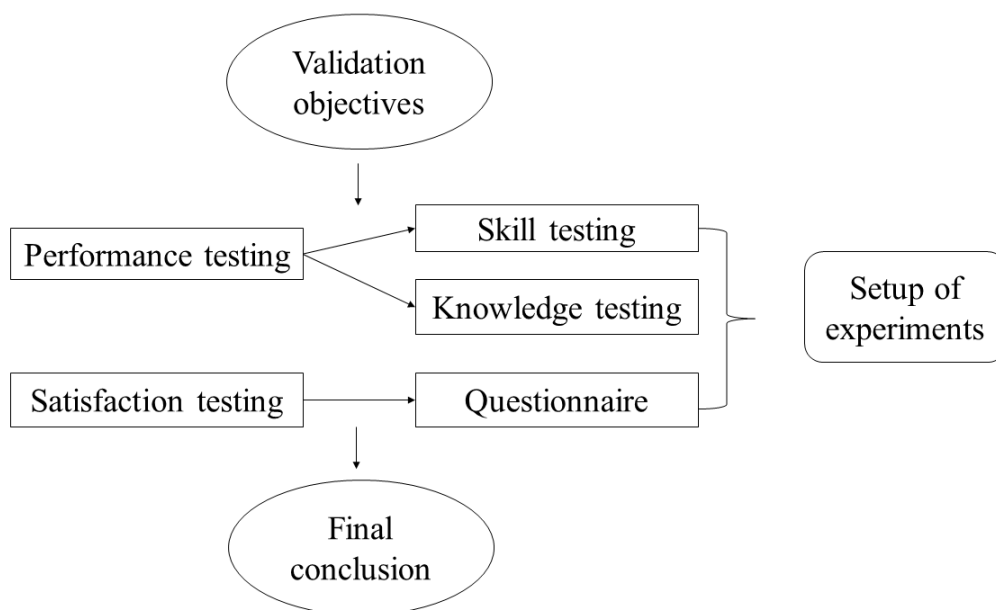 Validation
objectives
Performance testing
Skill testing
Knowledge testing
Setup of
experiments
Satisfaction testing
Questionnaire
Final
conclusion